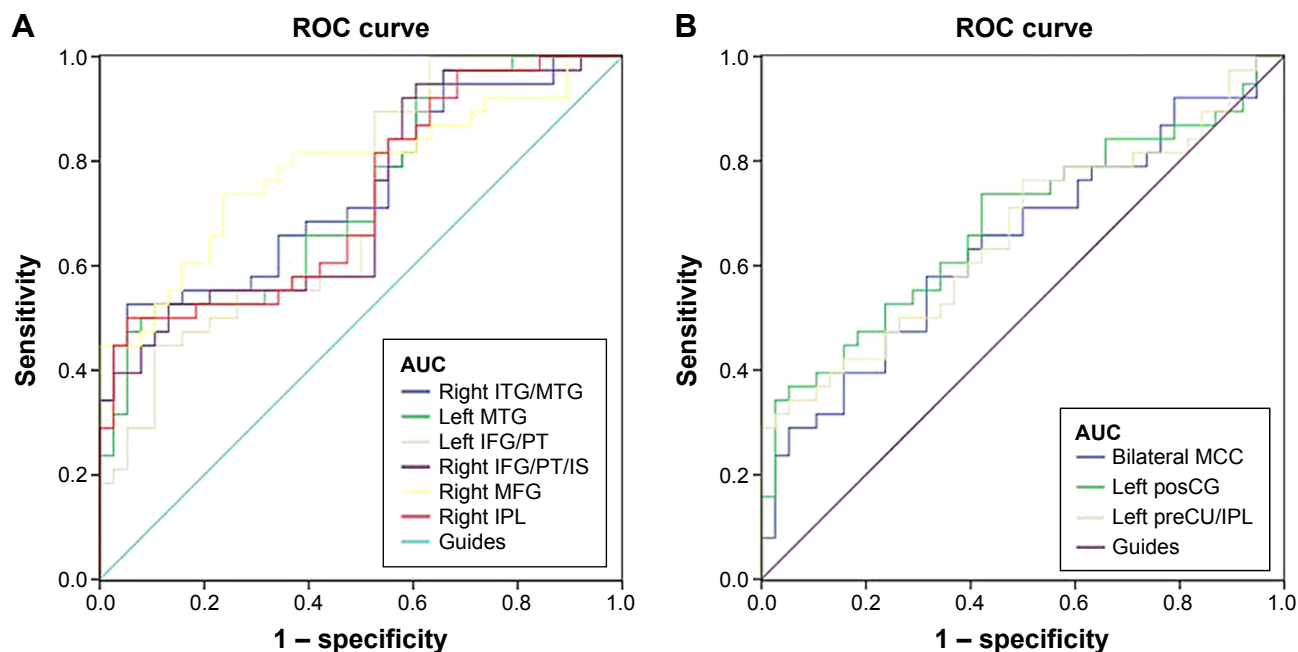 A
ROC curve
1.0
0.8
0.6
0.4
0.2
0.0
Sensitivity
0.0 0.2 0.4 0.6 0.8 1.0
1 – specificity
AUC
Right ITG/MTG
Left MTG
Left IFG/PT
Right IFG/PT/IS
Right MFG
Right IPL
Guides
B
ROC curve
1.0
0.8
0.6
0.4
0.2
0.0
Sensitivity
0.0 0.2 0.4 0.6 0.8 1.0
1 – specificity
AUC
Bilateral MCC
Left posCG
Left preCU/IPL
Guides